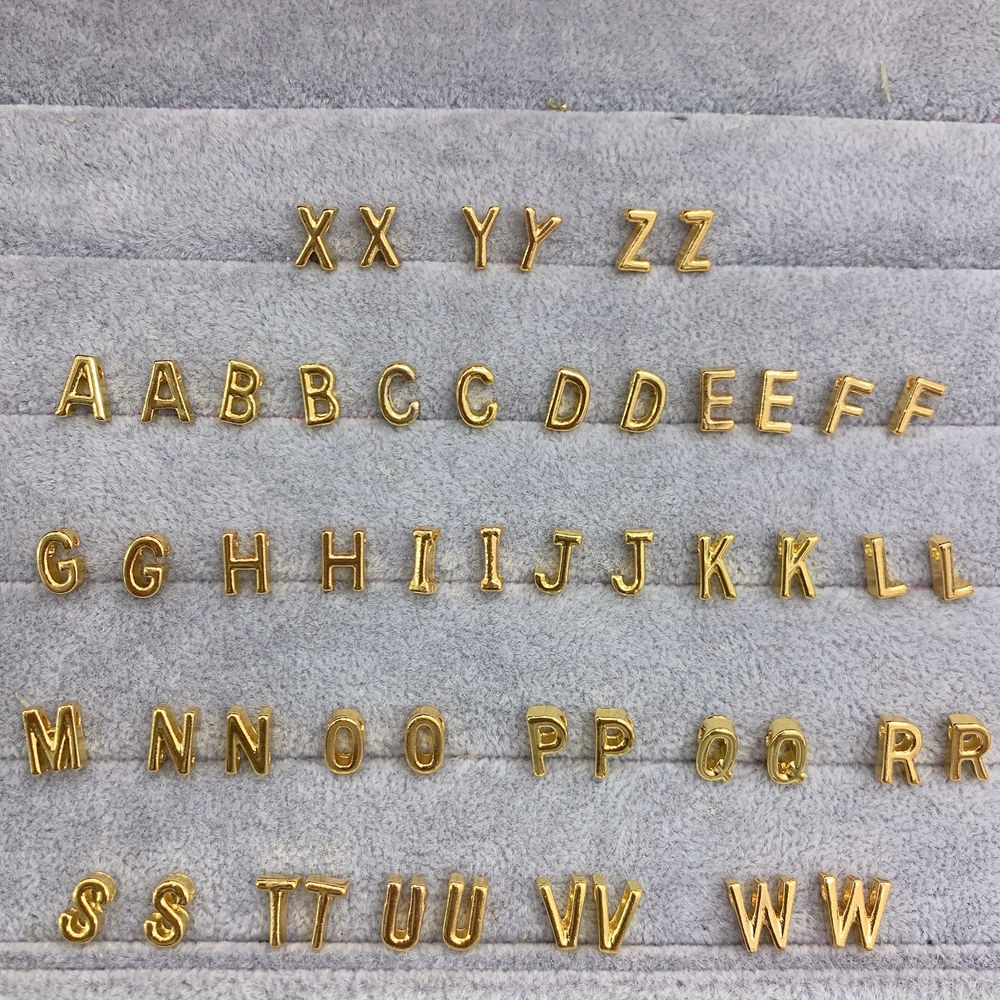 XX YY ZZ
AABBCCDDEEFF
GGHHIIJJKKLL
MNNOOPPQQRR
SSTTUUVVWW